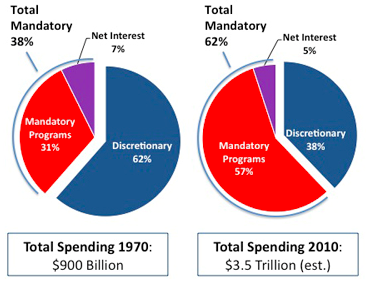 Total
Mandatory
38%
Net Interest
7%
Mandatory
Programs
31%
Discretionary
62%
Total Spending 1970:
$900 Billion
Total
Mandatory
62%
Net Interest
5%
Discretionary
38%
Mandatory
Programs
57%
Total Spending 2010:
$3.5 Trillion (est.)